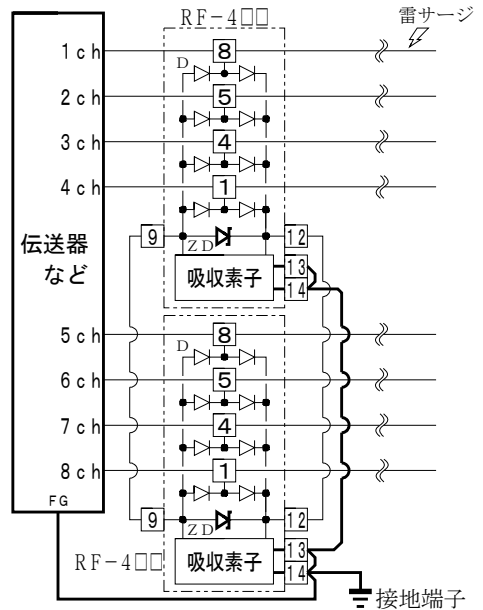 RF-4□□
雷サージ
1ch
8
D
2ch
5
3ch
4
4ch
1
9
ZD
12
伝送器
など
吸収素子
13
14
5ch
8
D
6ch
5
7ch
4
8ch
1
FG
9
ZD
12
RF-4□□
吸収素子
13
14
接地端子